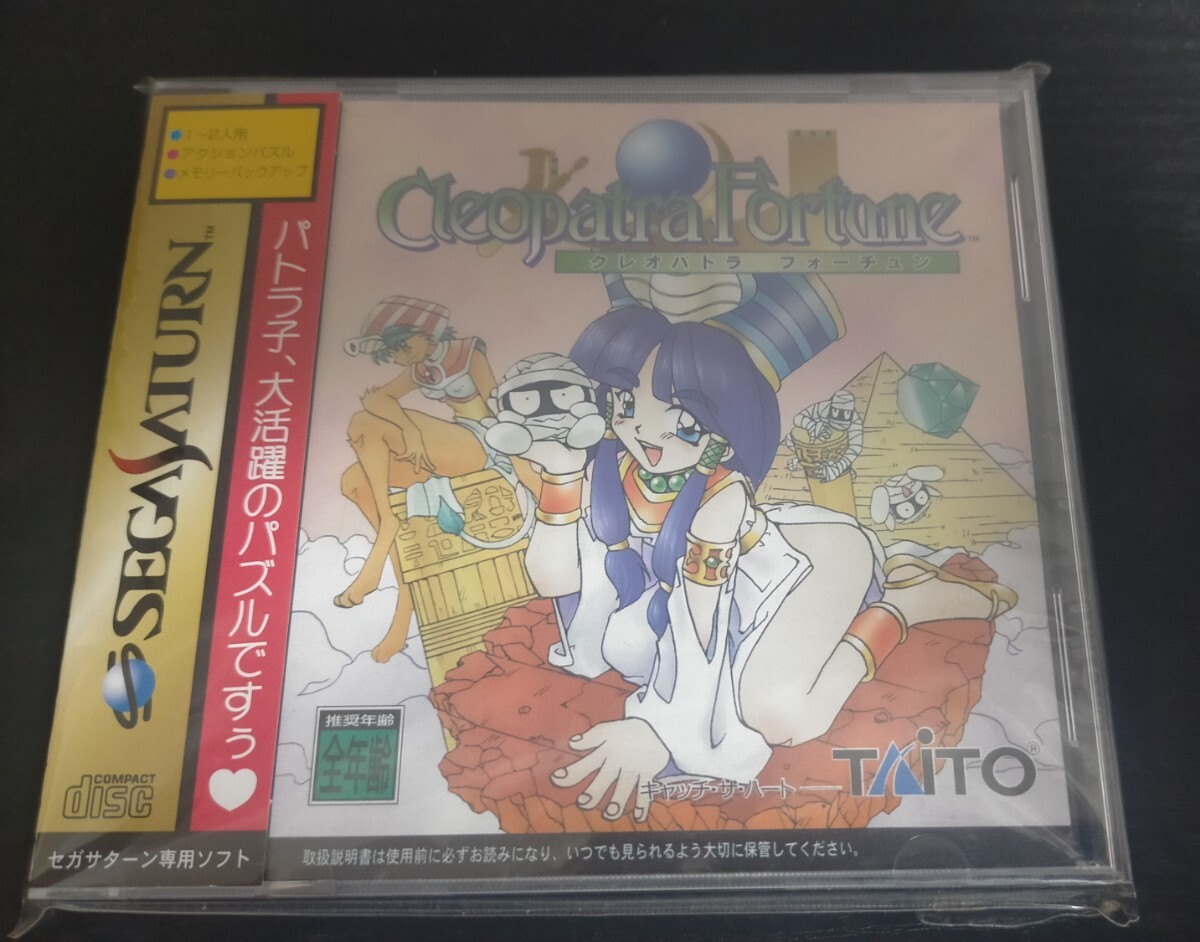 ●1～2人用
●アクションパズル
●メモリーバックアップ
SEGA SATURN™
パトラ子、大活躍のパズルですぅ♥
COMPACT
disc
セガサターン専用ソフト
Cleopatra Fortune™
クレオパトラ フォーチュン
推奨年齢
全年齢
キャッチ・ザ・ハート―
TAiTO®
取扱説明書は使用前に必ずお読みになり、いつでも見られるよう大切に保管してください。